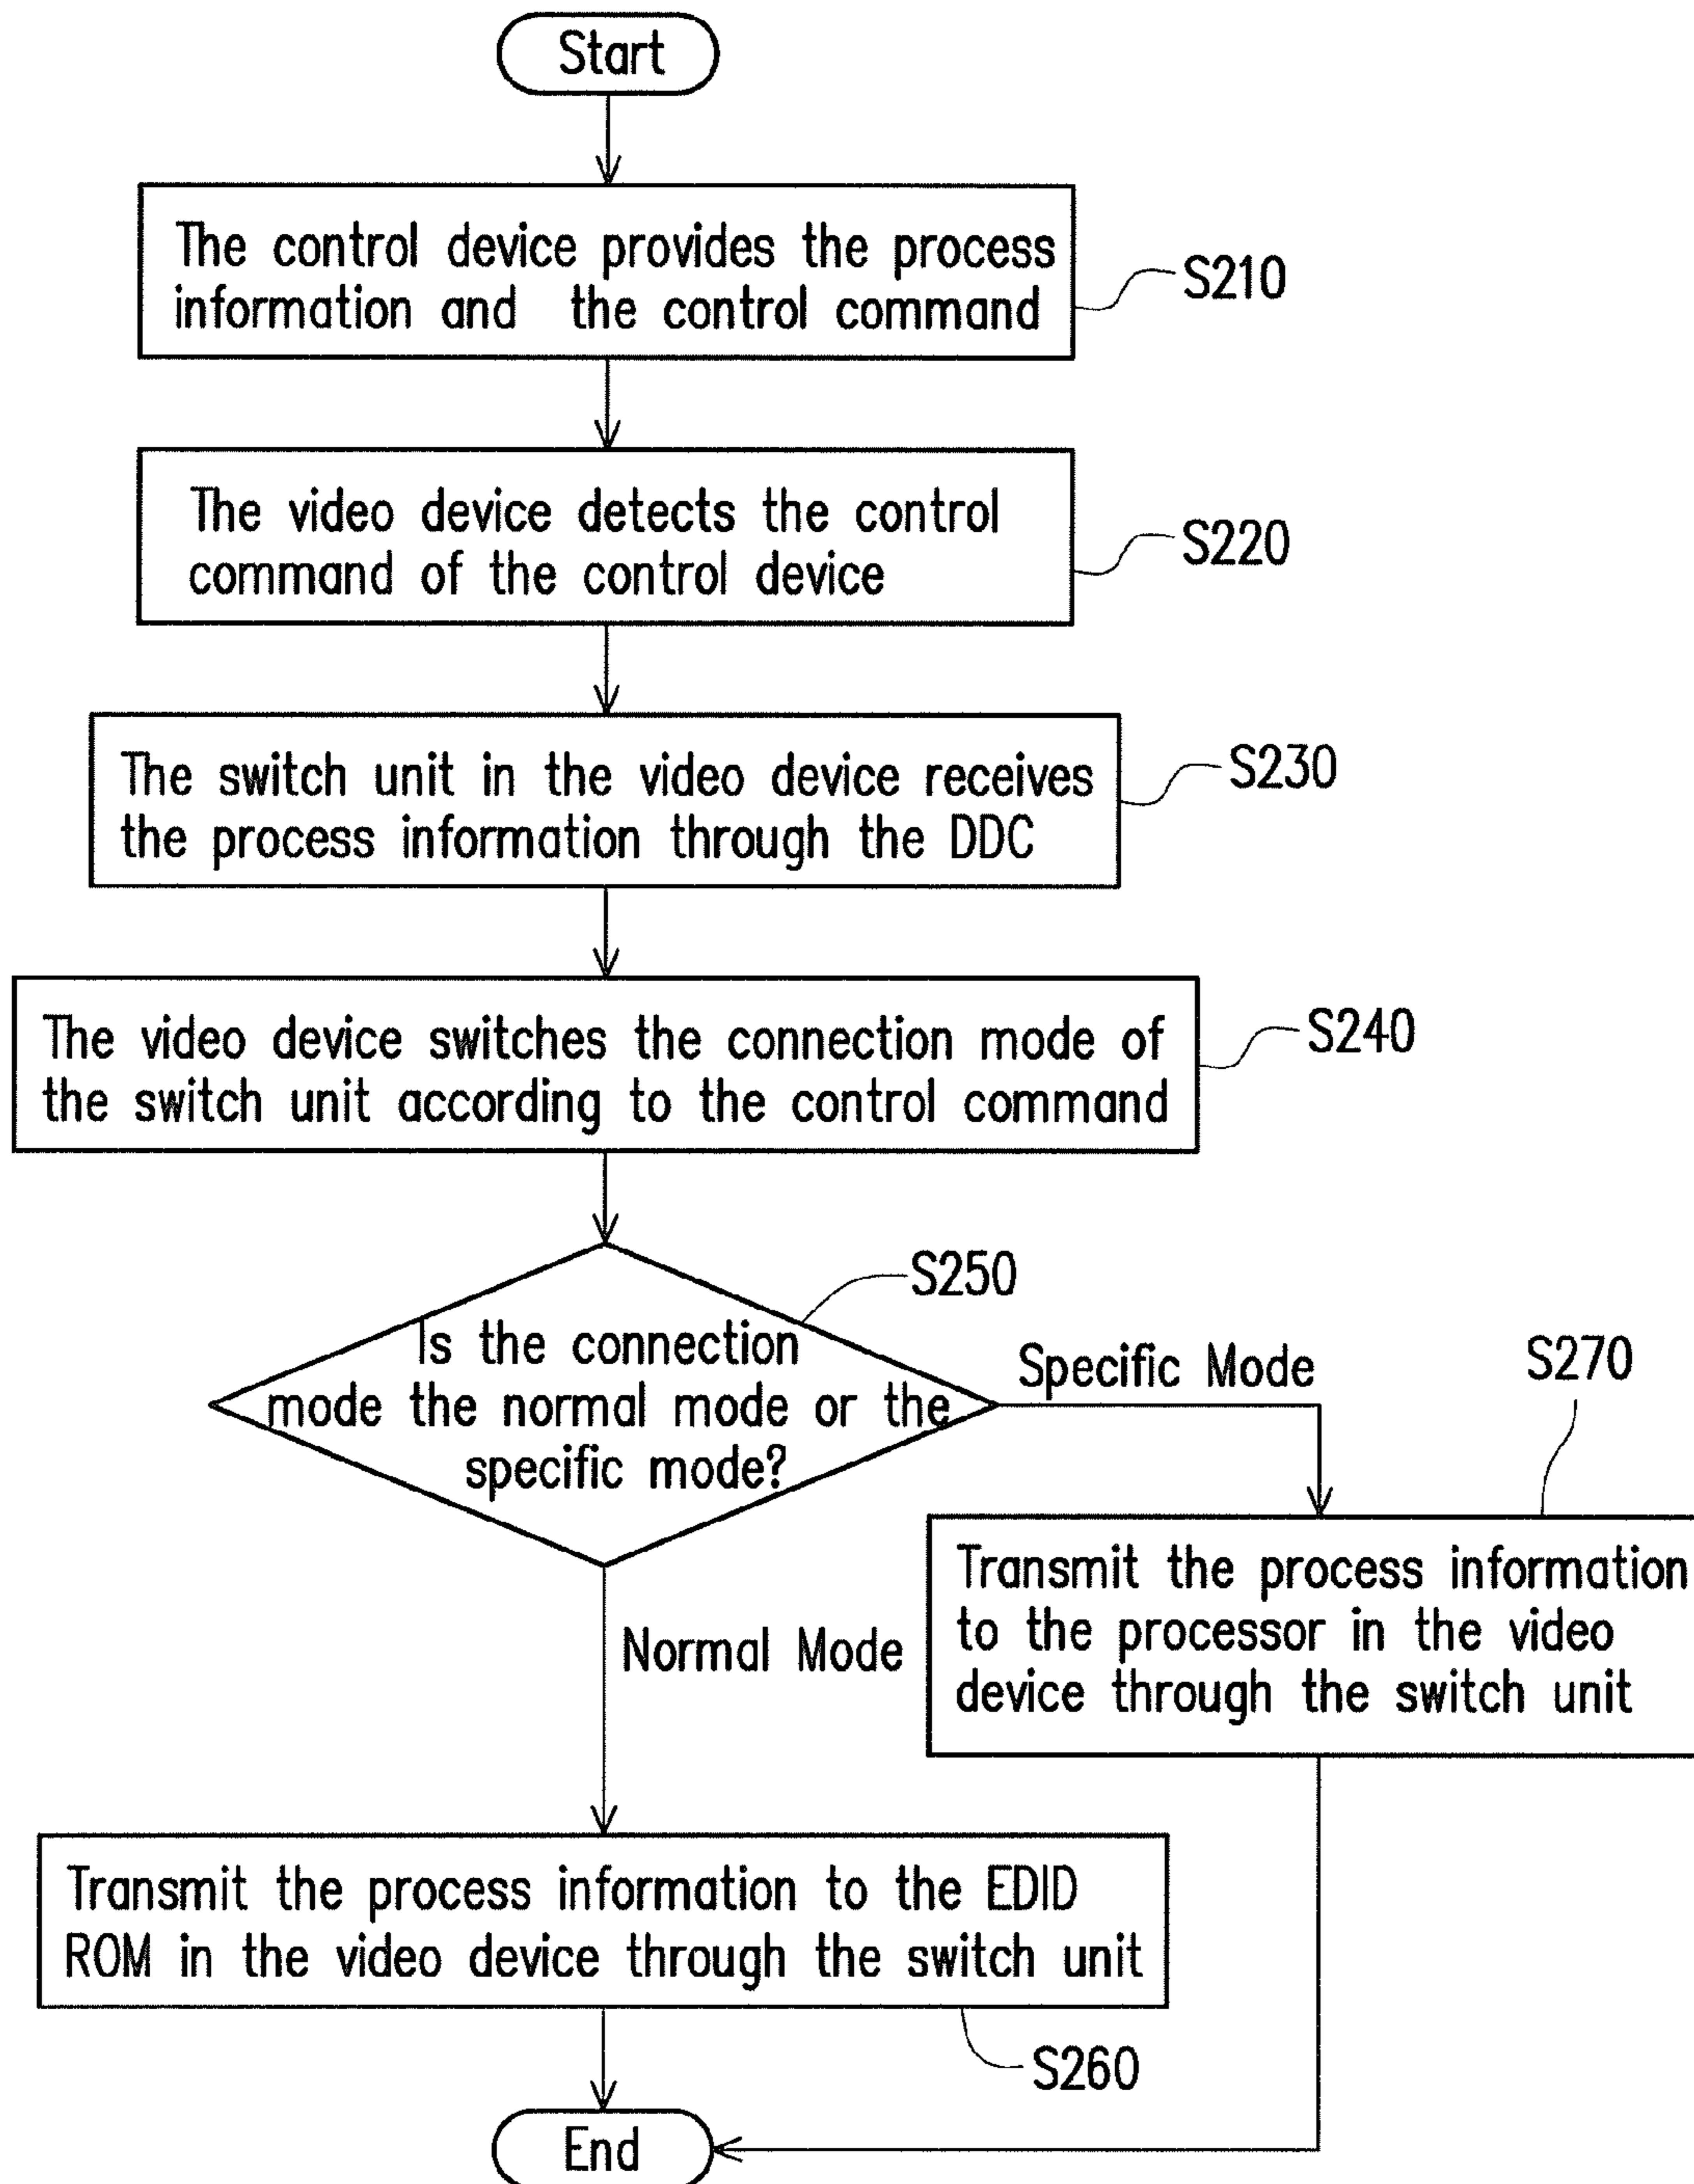 Start
The control device provides the process
information and the control command
S210
The video device detects the control
command of the control device
S220
The switch unit in the video device receives
the process information through the DDC
S230
The video device switches the connection mode of
the switch unit according to the control command
S240
S250
Is the connection
mode the normal mode or the
specific mode?
Specific Mode
S270
Transmit the process information
to the processor in the video
device through the switch unit
Normal Mode
Transmit the process information to the EDID
ROM in the video device through the switch unit
S260
End